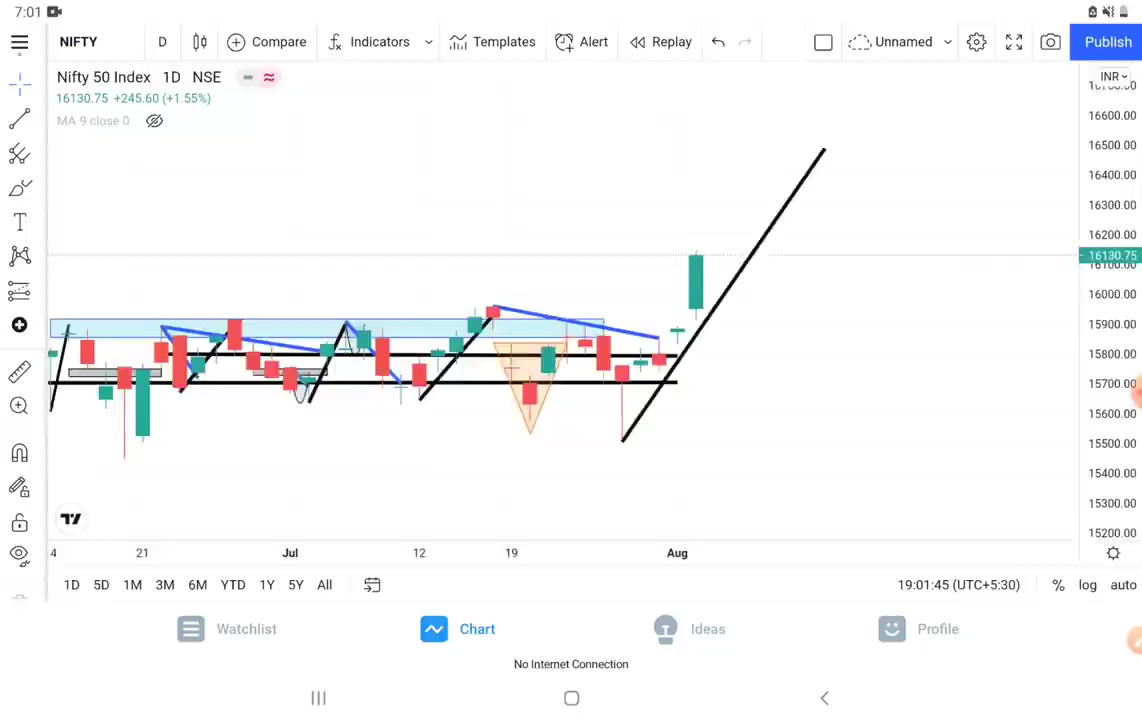 7:01
NIFTY D Compare Indicators Templates Alert Replay Unnamed Publish
Nifty 50 Index 1D NSE
INR
16130.75 +245.60 (+1.55%)
MA 9 close 0
16600.00
16500.00
16400.00
16300.00
16200.00
16130.75
16100.00
16000.00
15900.00
15800.00
15700.00
15600.00
15500.00
15400.00
15300.00
15200.00
4 21 Jul 12 19 Aug
1D 5D 1M 3M 6M YTD 1Y 5Y All 19:01:45 (UTC+5:30) % log auto
Watchlist Chart Ideas Profile
No Internet Connection